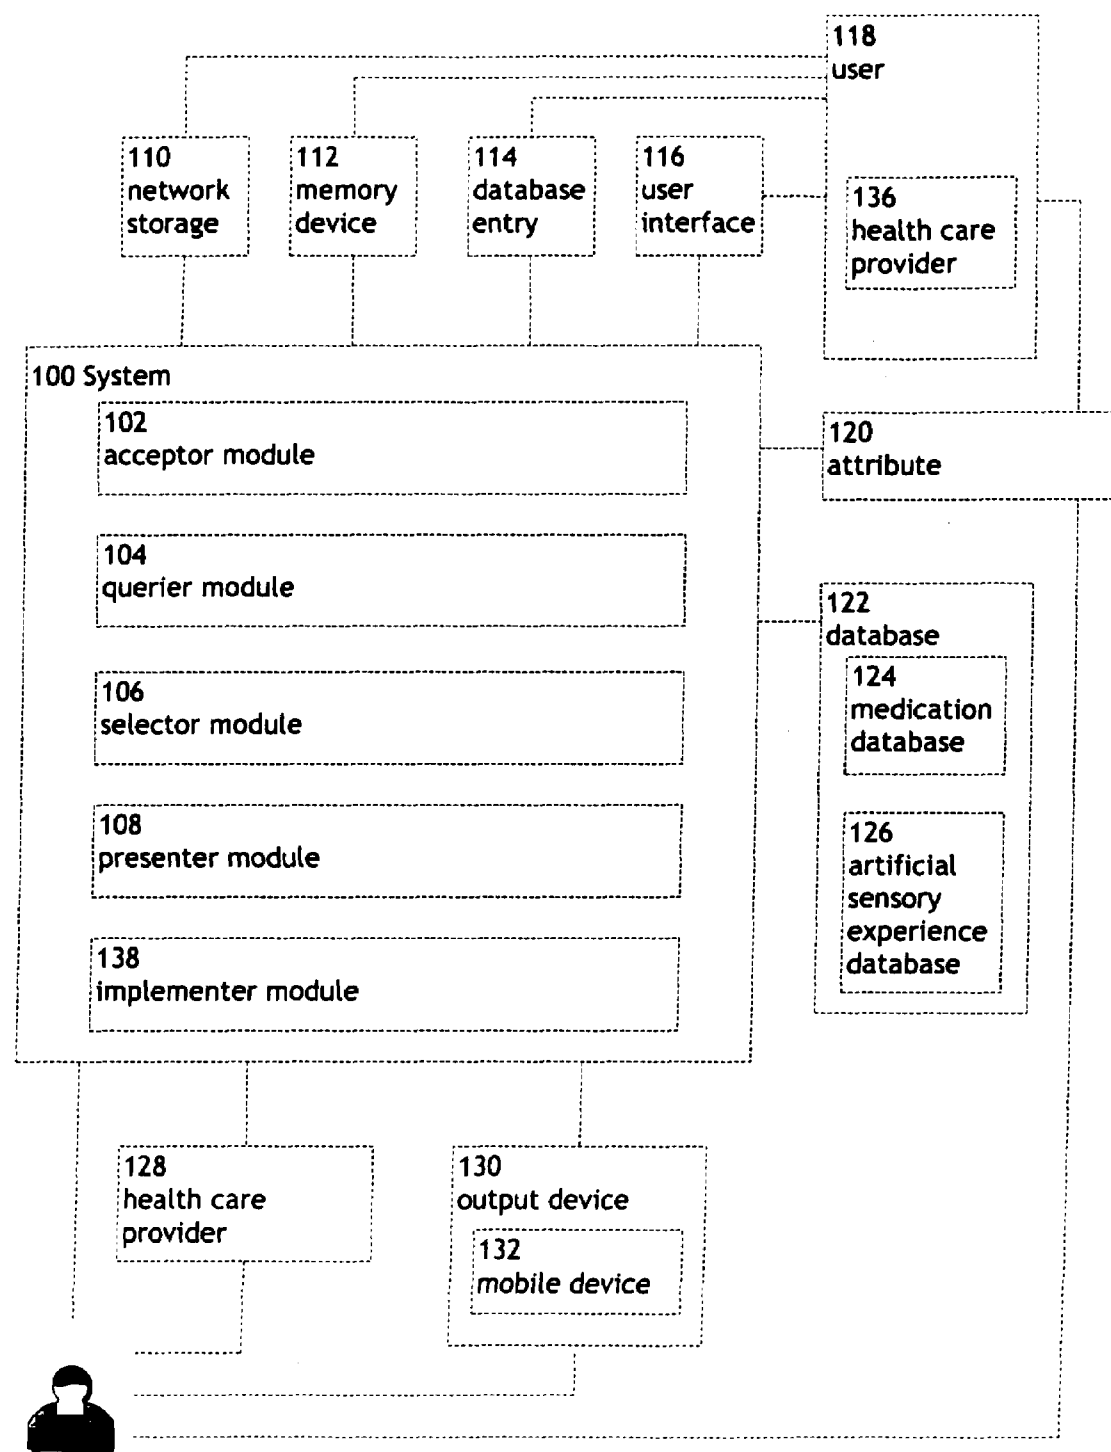 118
user
110
network
storage
112
memory
device
114
database
entry
116
user
interface
136
health care
provider
100 System
102
acceptor module
104
querier module
106
selector module
108
presenter module
138
implementer module
120
attribute
122
database
124
medication
database
126
artificial
sensory
experience
database
128
health care
provider
130
output device
132
mobile device